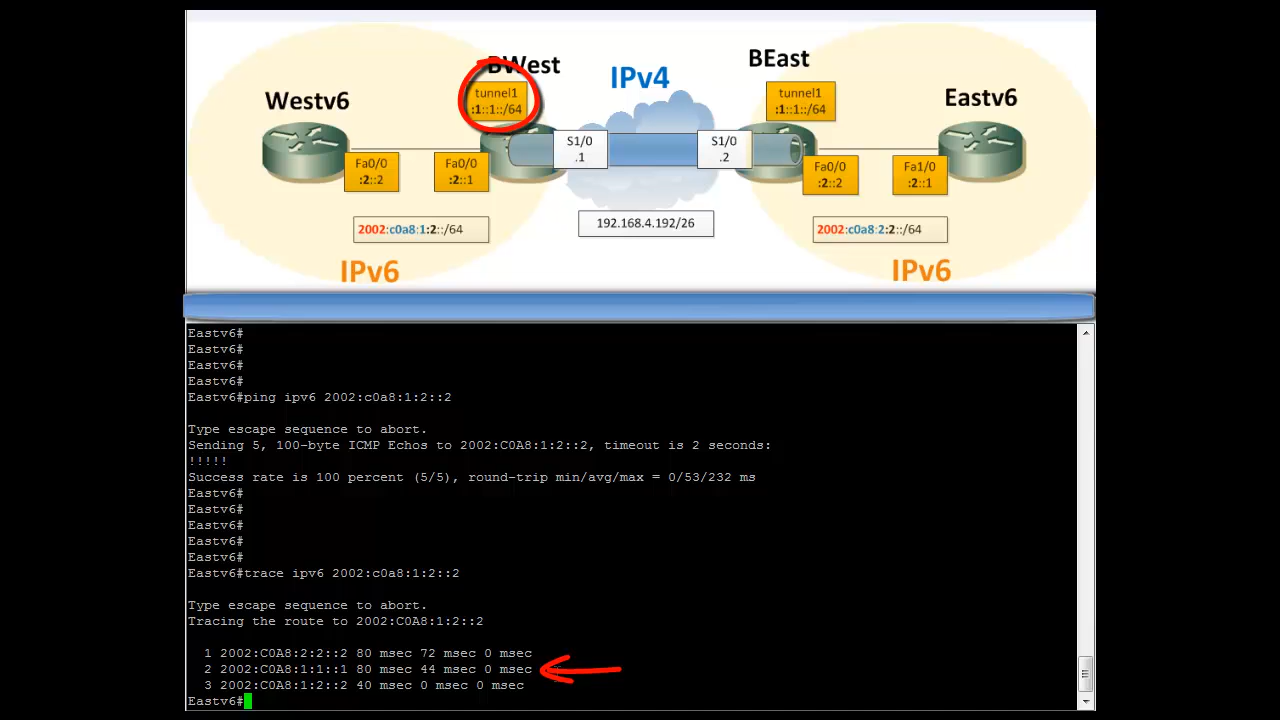 BWest
BEast
IPv4
Westv6
Eastv6
tunnel1
:1::1::/64
tunnel1
:1::1::/64
S1/0
.1
S1/0
.2
Fa0/0
:2::2
Fa0/0
:2::1
Fa0/0
:2::2
Fa1/0
:2::1
2002:c0a8:1:2::/64
192.168.4.192/26
2002:c0a8:2:2::/64
IPv6
IPv6
Eastv6#
Eastv6#
Eastv6#
Eastv6#
Eastv6#ping ipv6 2002:c0a8:1:2::2
Type escape sequence to abort.
Sending 5, 100-byte ICMP Echos to 2002:C0A8:1:2::2, timeout is 2 seconds:
!!!!!
Success rate is 100 percent (5/5), round-trip min/avg/max = 0/53/232 ms
Eastv6#
Eastv6#
Eastv6#
Eastv6#
Eastv6#
Eastv6#trace ipv6 2002:c0a8:1:2::2
Type escape sequence to abort.
Tracing the route to 2002:C0A8:1:2::2
1 2002:C0A8:2:2::2 80 msec 72 msec 0 msec
2 2002:C0A8:1:1::1 80 msec 44 msec 0 msec
3 2002:C0A8:1:2::2 40 msec 0 msec 0 msec
Eastv6#